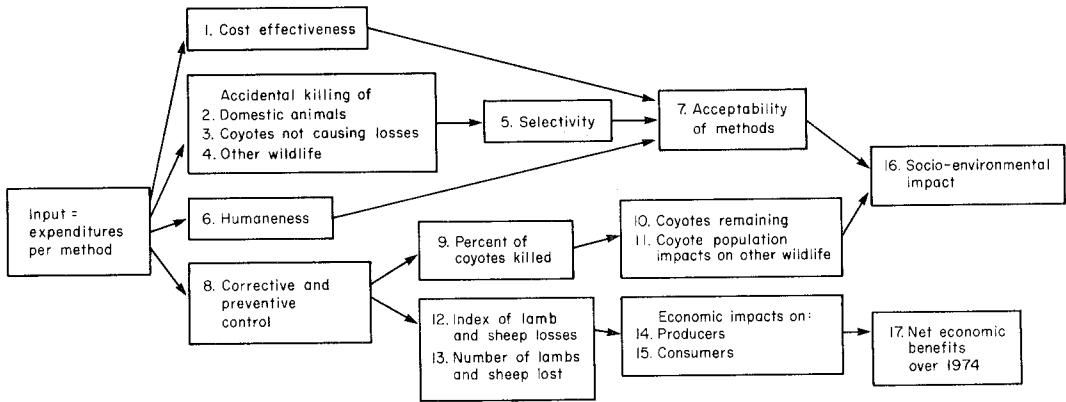 1. Cost effectiveness
Accidental killing of
2. Domestic animals
3. Coyotes not causing losses
4. Other wildlife
5. Selectivity
7. Acceptability
of methods
16. Socio-environmental
impact
Input =
expenditures
per method
6. Humaneness
9. Percent of
coyotes killed
10. Coyotes remaining
11. Coyote population
impacts on other wildlife
8. Corrective and
preventive
control
12. Index of lamb
and sheep losses
13. Number of lambs
and sheep lost
Economic impacts on:
14. Producers
15. Consumers
17. Net economic
benefits
over 1974